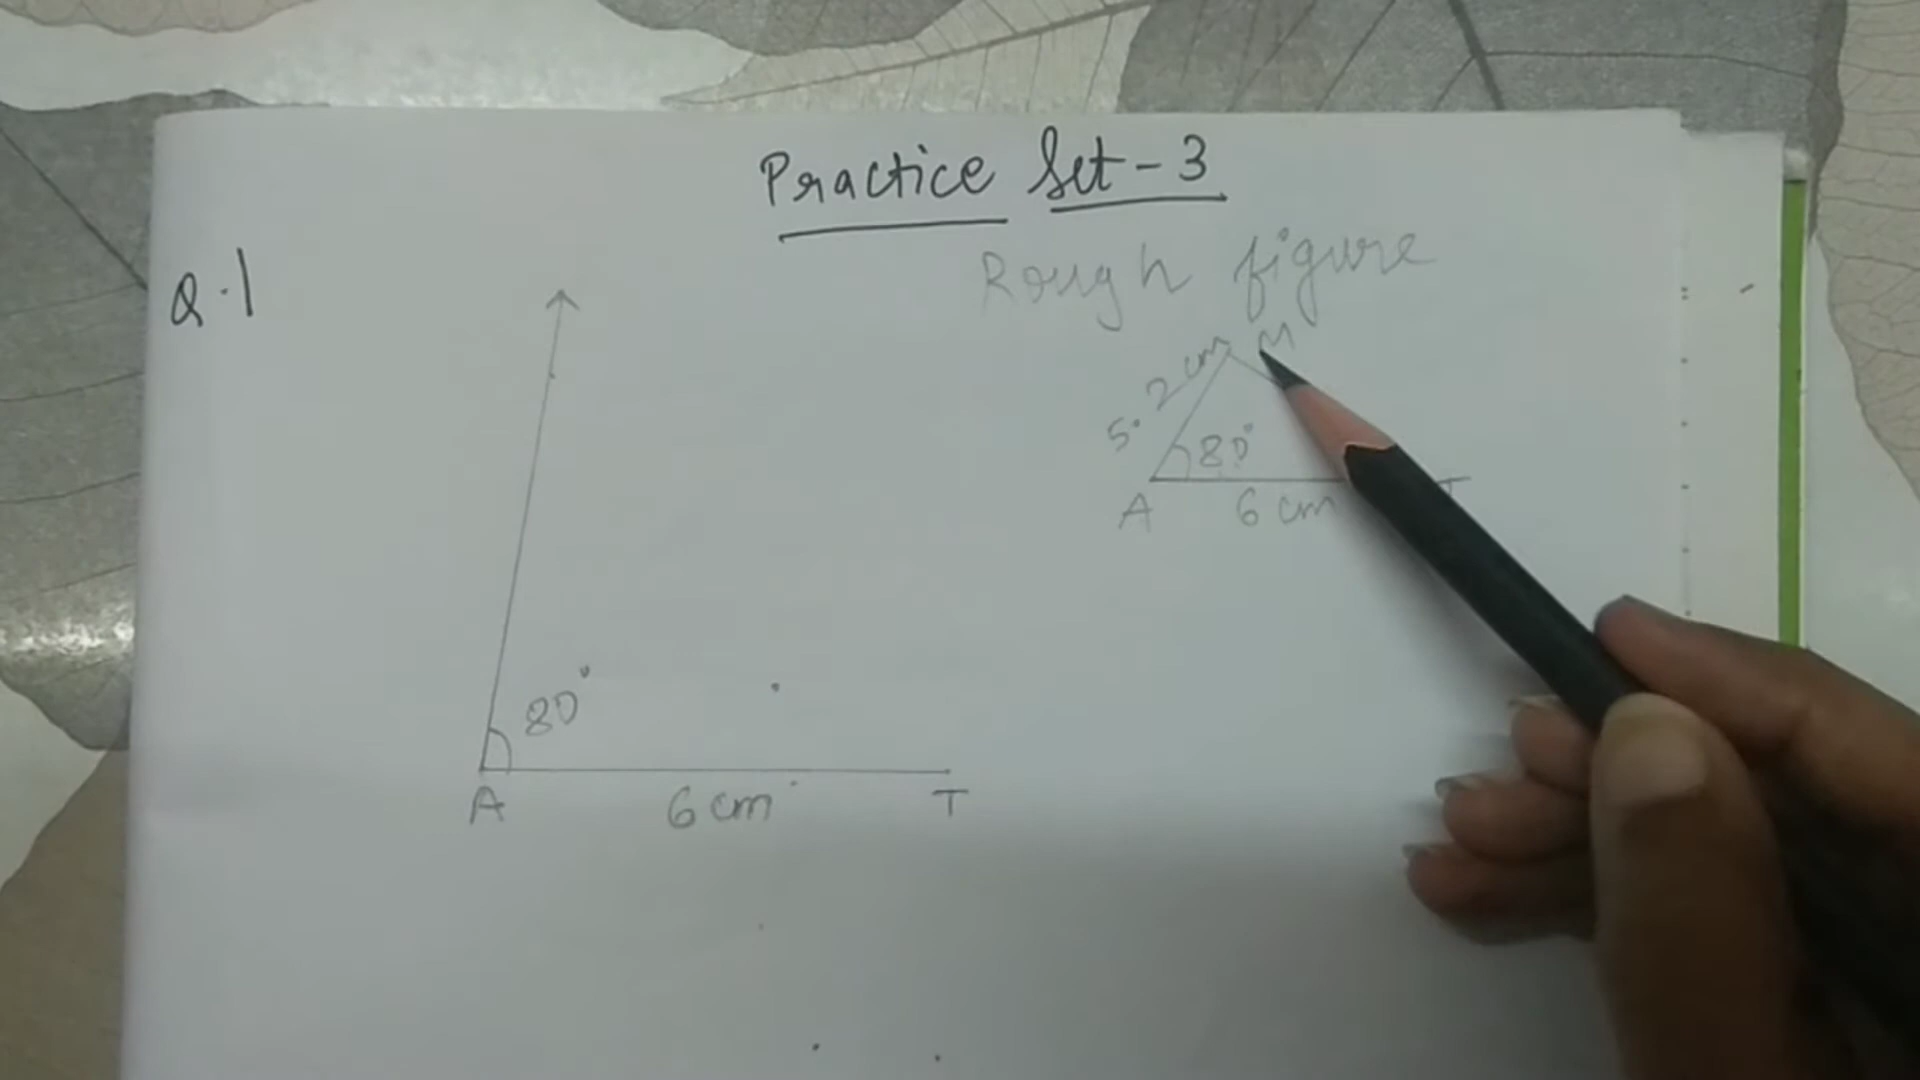 Practice Set - 3
Rough figure
Q.1
M
5.2 cm
80°
A 6 cm T
80°
A 6 cm T